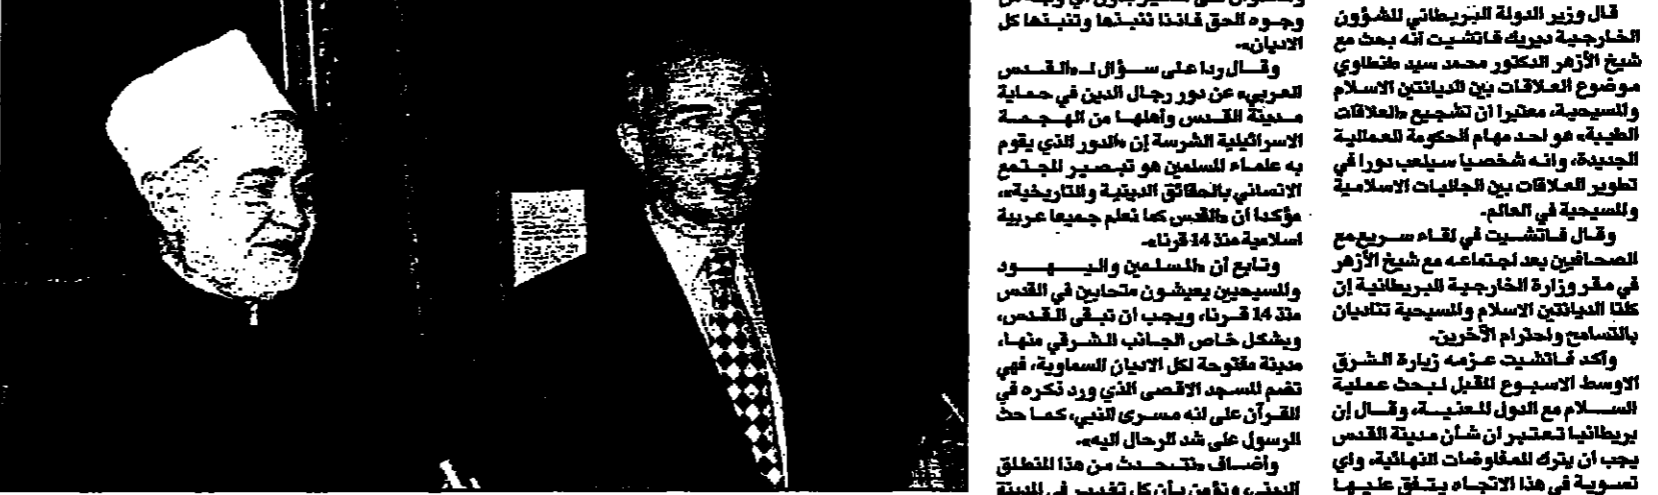 قال وزير الدولة البريطاني للشؤون
الخارجية ديريك فاتشيت انه بحث مع
شيخ الأزهر الدكتور محمد سيد طنطاوي
موضوع العلاقات بين الديانتين الاسلام
والمسيحية، معتبرا ان تشجيع «العلاقات
الطيبة» هو احد مهام الحكومة العمالية
الجديدة، وانه شخصيا سيلعب دورا في
تطوير العلاقات بين الجاليات الاسلامية
والمسيحية في العالم.
وقال فاتشيت في لقاء سريع مع
الصحافيين بعد اجتماعه مع شيخ الأزهر
في مقر وزارة الخارجية البريطانية إن
كلتا الديانتين الاسلام والمسيحية تناديان
بالتسامح واحترام الآخرين.
وأكد فاتشيت عزمه زيارة الشرق
الاوسط الاسبوع المقبل لبحث عملية
السلام مع الدول المعنية، وقال إن
بريطانيا تعتبر ان شأن مدينة القدس
يجب أن يترك للمفاوضات النهائية، واي
تسوية في هذا الاتجاه يتفق عليها
وجوه الحق فاننا ننبذها وتنبذها كل
الاديان».
وقال ردا على سؤال لـ«القدس
العربي» عن دور رجال الدين في حماية
مدينة القدس وأهلها من الهجمة
الاسرائيلية الشرسة إن «الدور الذي يقوم
به علماء المسلمين هو تبصير المجتمع
الانساني بالحقائق الدينية والتاريخية»،
مؤكدا ان «القدس كما نعلم جميعا عربية
اسلامية منذ 14 قرنا».
وتابع أن «المسلمين واليهود
والمسيحيين يعيشون متحابين في القدس
منذ 14 قرنا، ويجب ان تبقى القدس،
وبشكل خاص الجانب الشرقي منها،
مدينة مفتوحة لكل الاديان السماوية، فهي
تضم المسجد الاقصى الذي ورد ذكره في
القرآن على انه مسرى النبي، كما حث
الرسول على شد الرحال اليه».
وأضاف «نتحدث من هذا المنطلق
الديني، ونؤمن بأن كل تغيير في المدينة